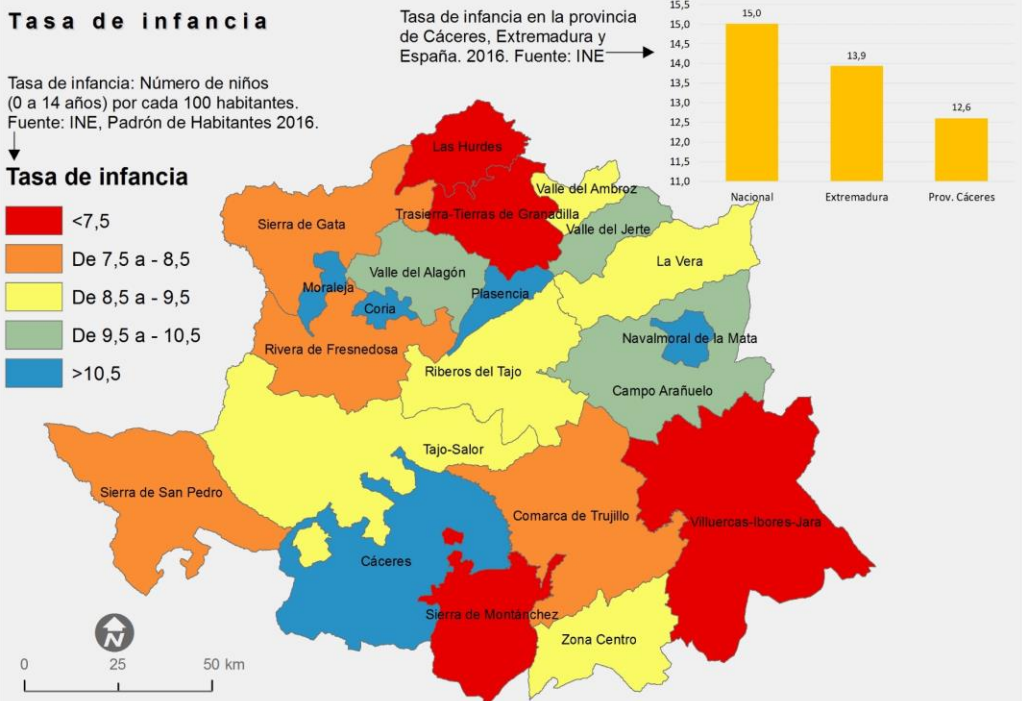 Tasa de infancia
Tasa de infancia: Número de niños
(0 a 14 años) por cada 100 habitantes.
Fuente: INE, Padrón de Habitantes 2016.
Tasa de infancia
<7,5
De 7,5 a - 8,5
De 8,5 a - 9,5
De 9,5 a - 10,5
>10,5
Tasa de infancia en la provincia
de Cáceres, Extremadura y
España. 2016. Fuente: INE
15,5
15,0
14,5
14,0
13,5
13,0
12,5
12,0
11,5
11,0
15,0
13,9
12,6
Nacional
Extremadura
Prov. Cáceres
Las Hurdes
Valle del Ambroz
Sierra de Gata
Trasierra-Tierras de Granadilla
Valle del Jerte
La Vera
Valle del Alagón
Moraleja
Plasencia
Coria
Navalmoral de la Mata
Rivera de Fresnedosa
Riberos del Tajo
Campo Arañuelo
Tajo-Salor
Sierra de San Pedro
Comarca de Trujillo
Villuercas-Ibores-Jara
Cáceres
Sierra de Montánchez
Zona Centro
N
0
25
50 km